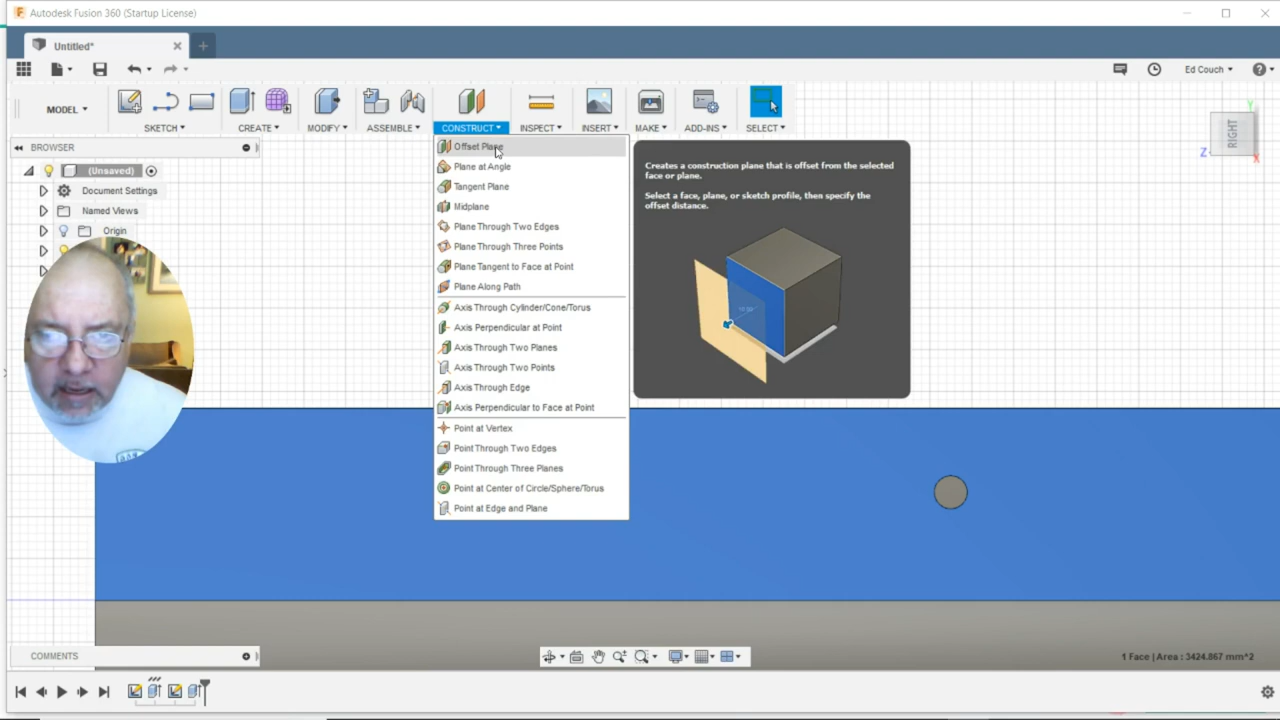 Autodesk Fusion 360 (Startup License)
Untitled*
Ed Couch
MODEL
SKETCH
CREATE
MODIFY
ASSEMBLE
CONSTRUCT
INSPECT
INSERT
MAKE
ADD-INS
SELECT
BROWSER
(Unsaved)
Document Settings
Named Views
Origin
Offset Plane
Plane at Angle
Tangent Plane
Midplane
Plane Through Two Edges
Plane Through Three Points
Plane Tangent to Face at Point
Plane Along Path
Axis Through Cylinder/Cone/Torus
Axis Perpendicular at Point
Axis Through Two Planes
Axis Through Two Points
Axis Through Edge
Axis Perpendicular to Face at Point
Point at Vertex
Point Through Two Edges
Point Through Three Planes
Point at Center of Circle/Sphere/Torus
Point at Edge and Plane
Creates a construction plane that is offset from the selected
face or plane.
Select a face, plane, or sketch profile, then specify the
offset distance.
Y
RIGHT
Z
X
COMMENTS
1 Face | Area : 3424.867 mm^2